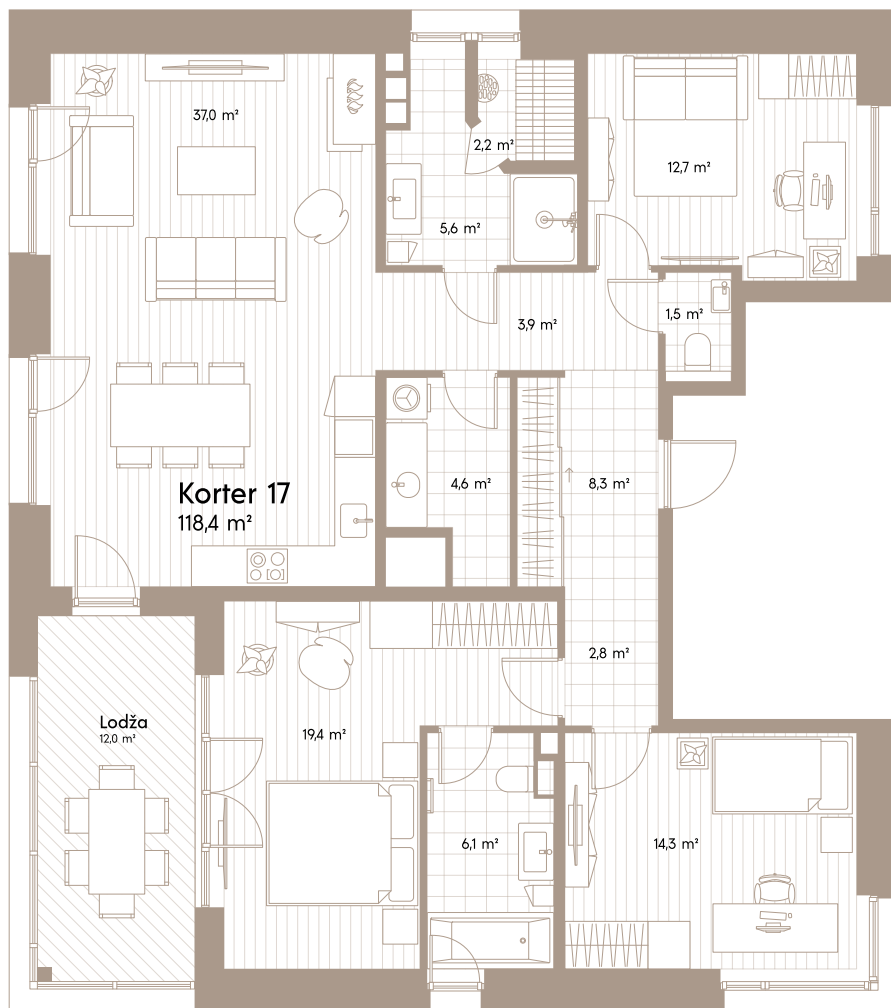 37,0 m²
2,2 m²
12,7 m²
5,6 m²
3,9 m²
1,5 m²
Korter 17
118,4 m²
4,6 m²
8,3 m²
2,8 m²
Lodža
12,0 m²
19,4 m²
6,1 m²
14,3 m²